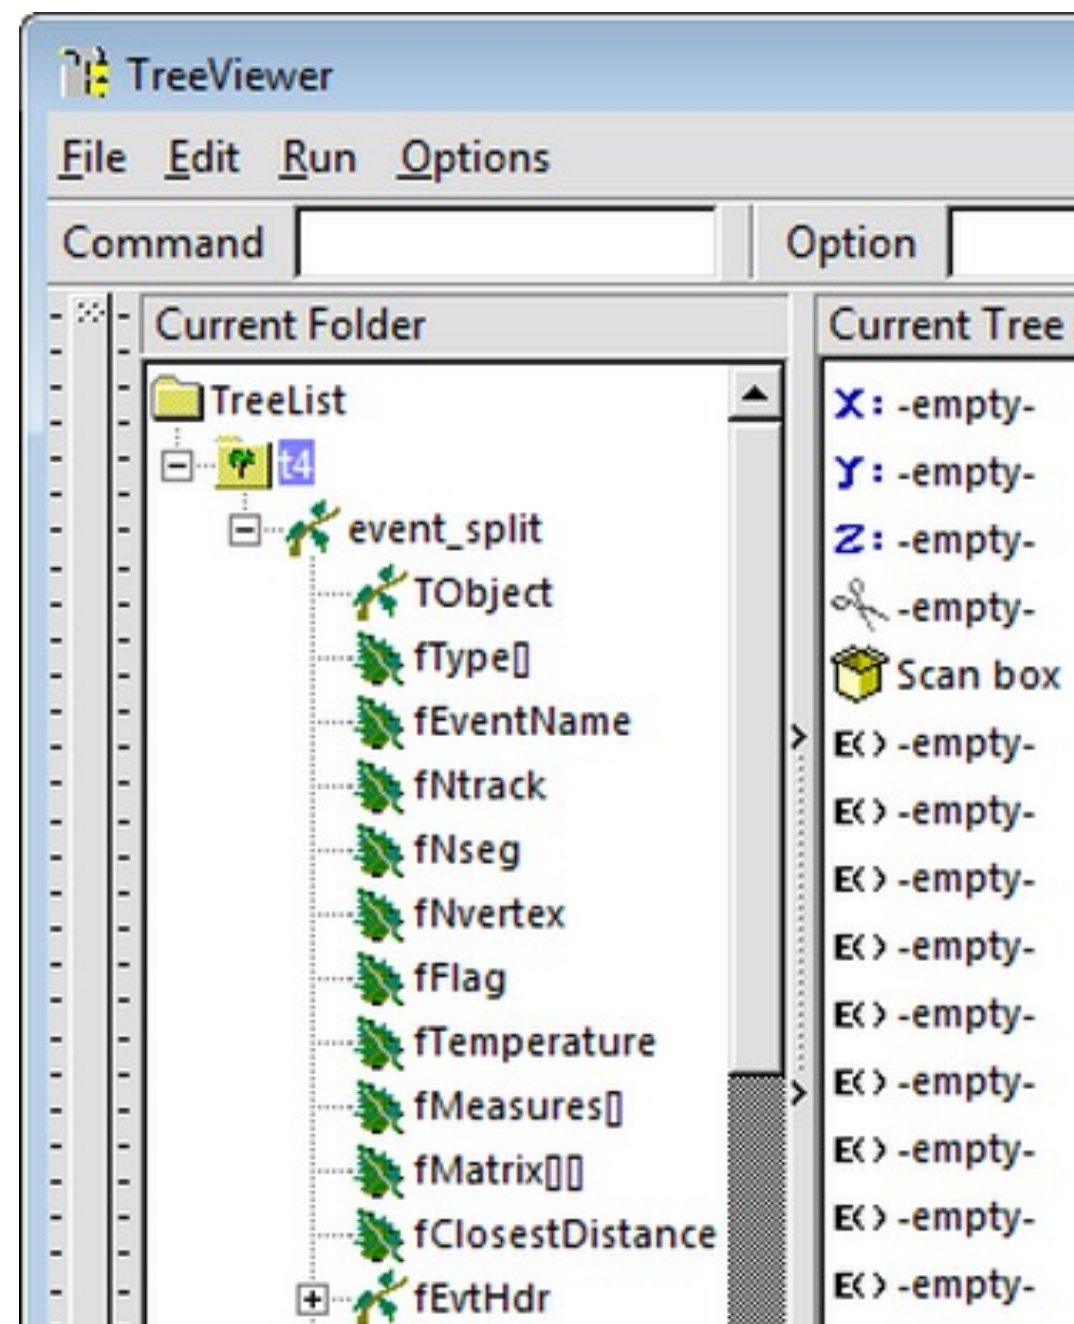 TreeViewer
File Edit Run Options
Command Option
Current Folder
TreeList
t4
event_split
TObject
fType[]
fEventName
fNtrack
fNseg
fNvertex
fFlag
fTemperature
fMeasures[]
fMatrix[][]
fClosestDistance
fEvtHdr
Current Tree
X: -empty-
Y: -empty-
Z: -empty-
-empty-
Scan box
E() -empty-
E() -empty-
E() -empty-
E() -empty-
E() -empty-
E() -empty-
E() -empty-
E() -empty-
E() -empty-